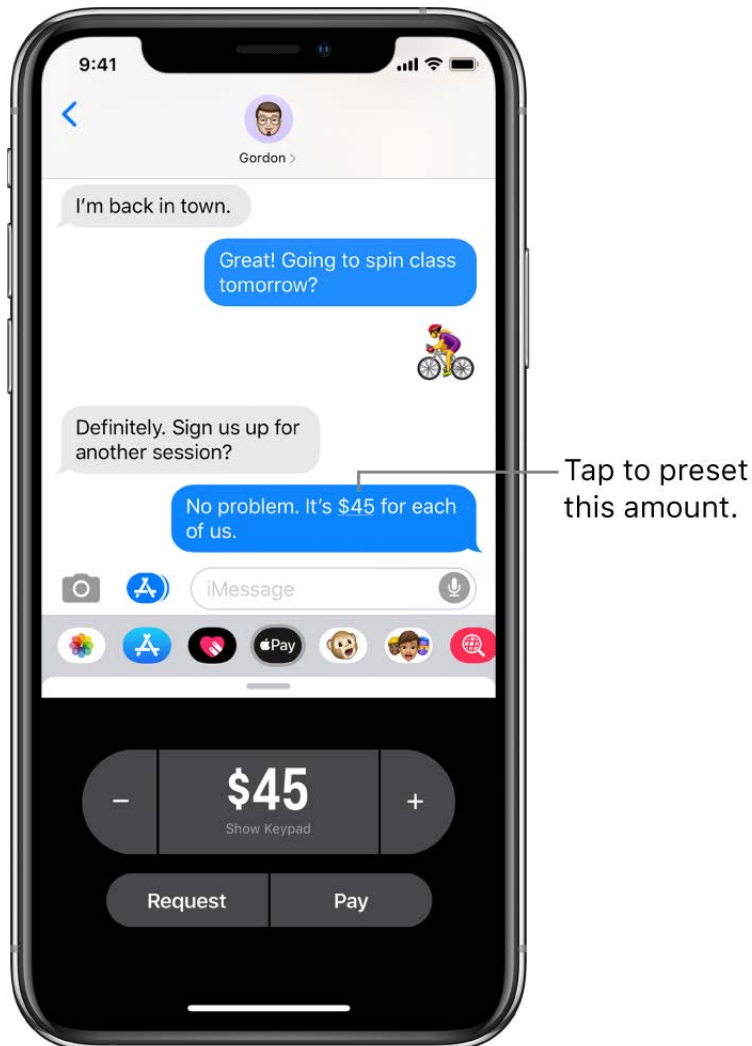 9:41
Gordon >
I'm back in town.
Great! Going to spin class
tomorrow?
Definitely. Sign us up for
another session?
No problem. It's $45 for each
of us.
Tap to preset
this amount.
iMessage
Pay
$45
Show Keypad
Request
Pay